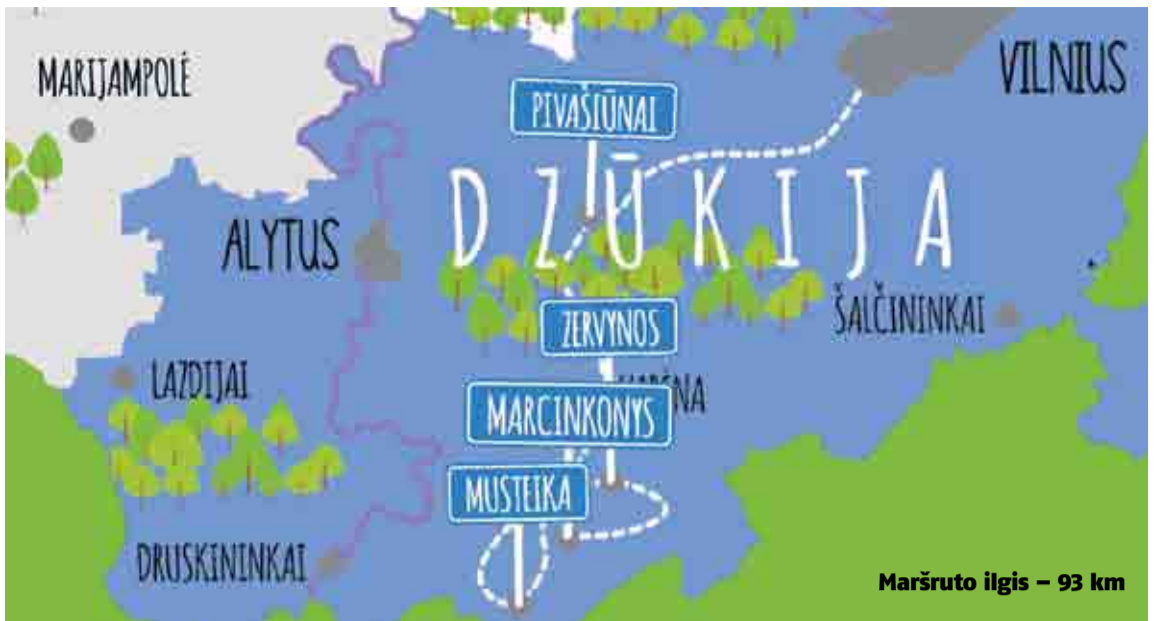 MARIJAMPOLĖ
VILNIUS
PIVAŠIŪNAI
DZŪKIJA
ALYTUS
ZERVYNOS
ŠALČININKAI
LAZDIJAI
MARCINKONYS
MUSTEIKA
DRUSKININKAI
Maršruto ilgis – 93 km